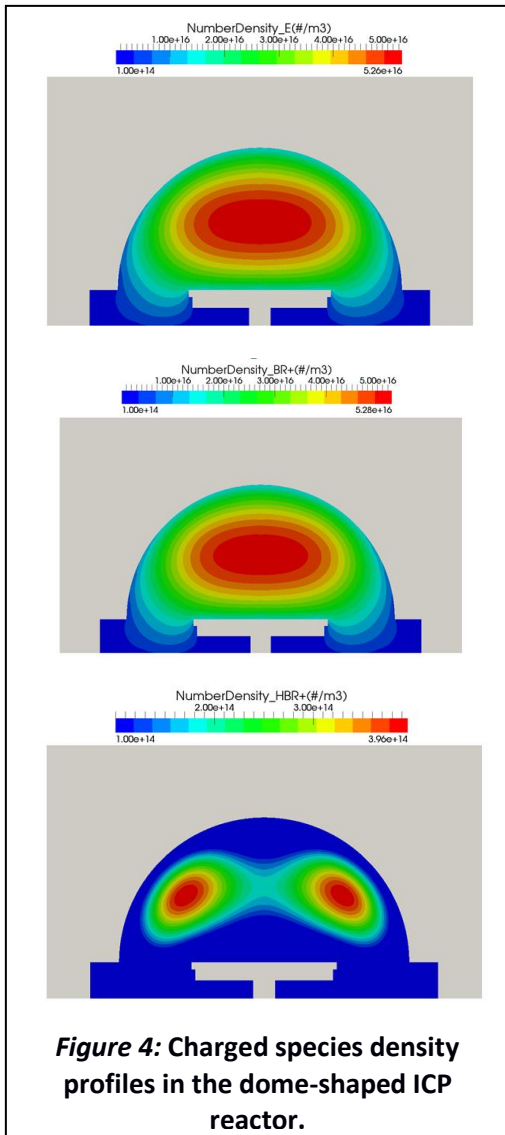 NumberDensity_E(#/m3)
1.00e+16 2.00e+16 3.00e+16 4.00e+16 5.00e+16
1.00e+14 5.26e+16
NumberDensity_BR+(#/m3)
1.00e+16 2.00e+16 3.00e+16 4.00e+16 5.00e+16
1.00e+14 5.28e+16
NumberDensity_HBR+(#/m3)
2.00e+14 3.00e+14
1.00e+14 3.96e+14
Figure 4: Charged species density
profiles in the dome-shaped ICP
reactor.